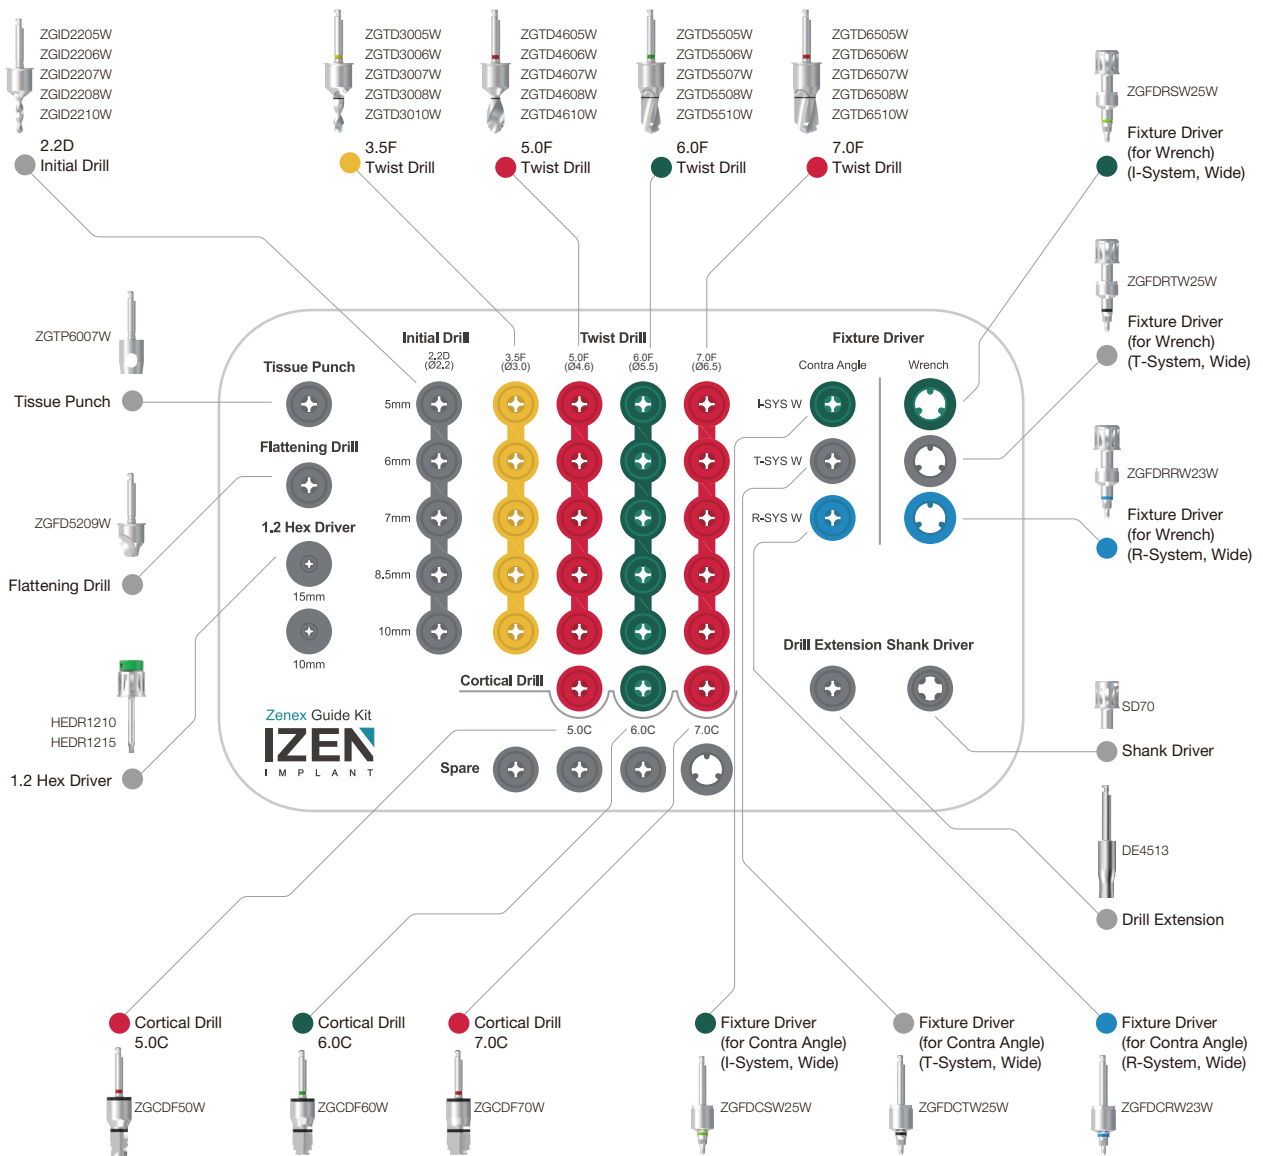 ZGID2205W
ZGID2206W
ZGID2207W
ZGID2208W
ZGID2210W
2.2D
Initial Drill
ZGTD3005W
ZGTD3006W
ZGTD3007W
ZGTD3008W
ZGTD3010W
3.5F
Twist Drill
ZGTD4605W
ZGTD4606W
ZGTD4607W
ZGTD4608W
ZGTD4610W
5.0F
Twist Drill
ZGTD5505W
ZGTD5506W
ZGTD5507W
ZGTD5508W
ZGTD5510W
6.0F
Twist Drill
ZGTD6505W
ZGTD6506W
ZGTD6507W
ZGTD6508W
ZGTD6510W
7.0F
Twist Drill
ZGFDRSW25W
Fixture Driver
(for Wrench)
(I-System, Wide)
ZGFDRTW25W
Fixture Driver
(for Wrench)
(T-System, Wide)
ZGFDRRW23W
Fixture Driver
(for Wrench)
(R-System, Wide)
SD70
Shank Driver
DE4513
Drill Extension
ZGTP6007W
Tissue Punch
ZGFD5209W
Flattening Drill
HEDR1210
HEDR1215
1.2 Hex Driver
Tissue Punch
Flattening Drill
1.2 Hex Driver
15mm
10mm
Zenex Guide Kit
IZEN
IMPLANT
Initial Drill
2.2D
(Ø2.2)
Twist Drill
3.5F
(Ø3.0)
5.0F
(Ø4.6)
6.0F
(Ø5.5)
7.0F
(Ø6.5)
5mm
6mm
7mm
8.5mm
10mm
Cortical Drill
5.0C
6.0C
7.0C
Spare
Fixture Driver
Contra Angle
Wrench
I-SYS W
T-SYS W
R-SYS W
Drill Extension
Shank Driver
Cortical Drill
5.0C
ZGCDF50W
Cortical Drill
6.0C
ZGCDF60W
Cortical Drill
7.0C
ZGCDF70W
Fixture Driver
(for Contra Angle)
(I-System, Wide)
ZGFDCSW25W
Fixture Driver
(for Contra Angle)
(T-System, Wide)
ZGFDCTW25W
Fixture Driver
(for Contra Angle)
(R-System, Wide)
ZGFDCRW23W